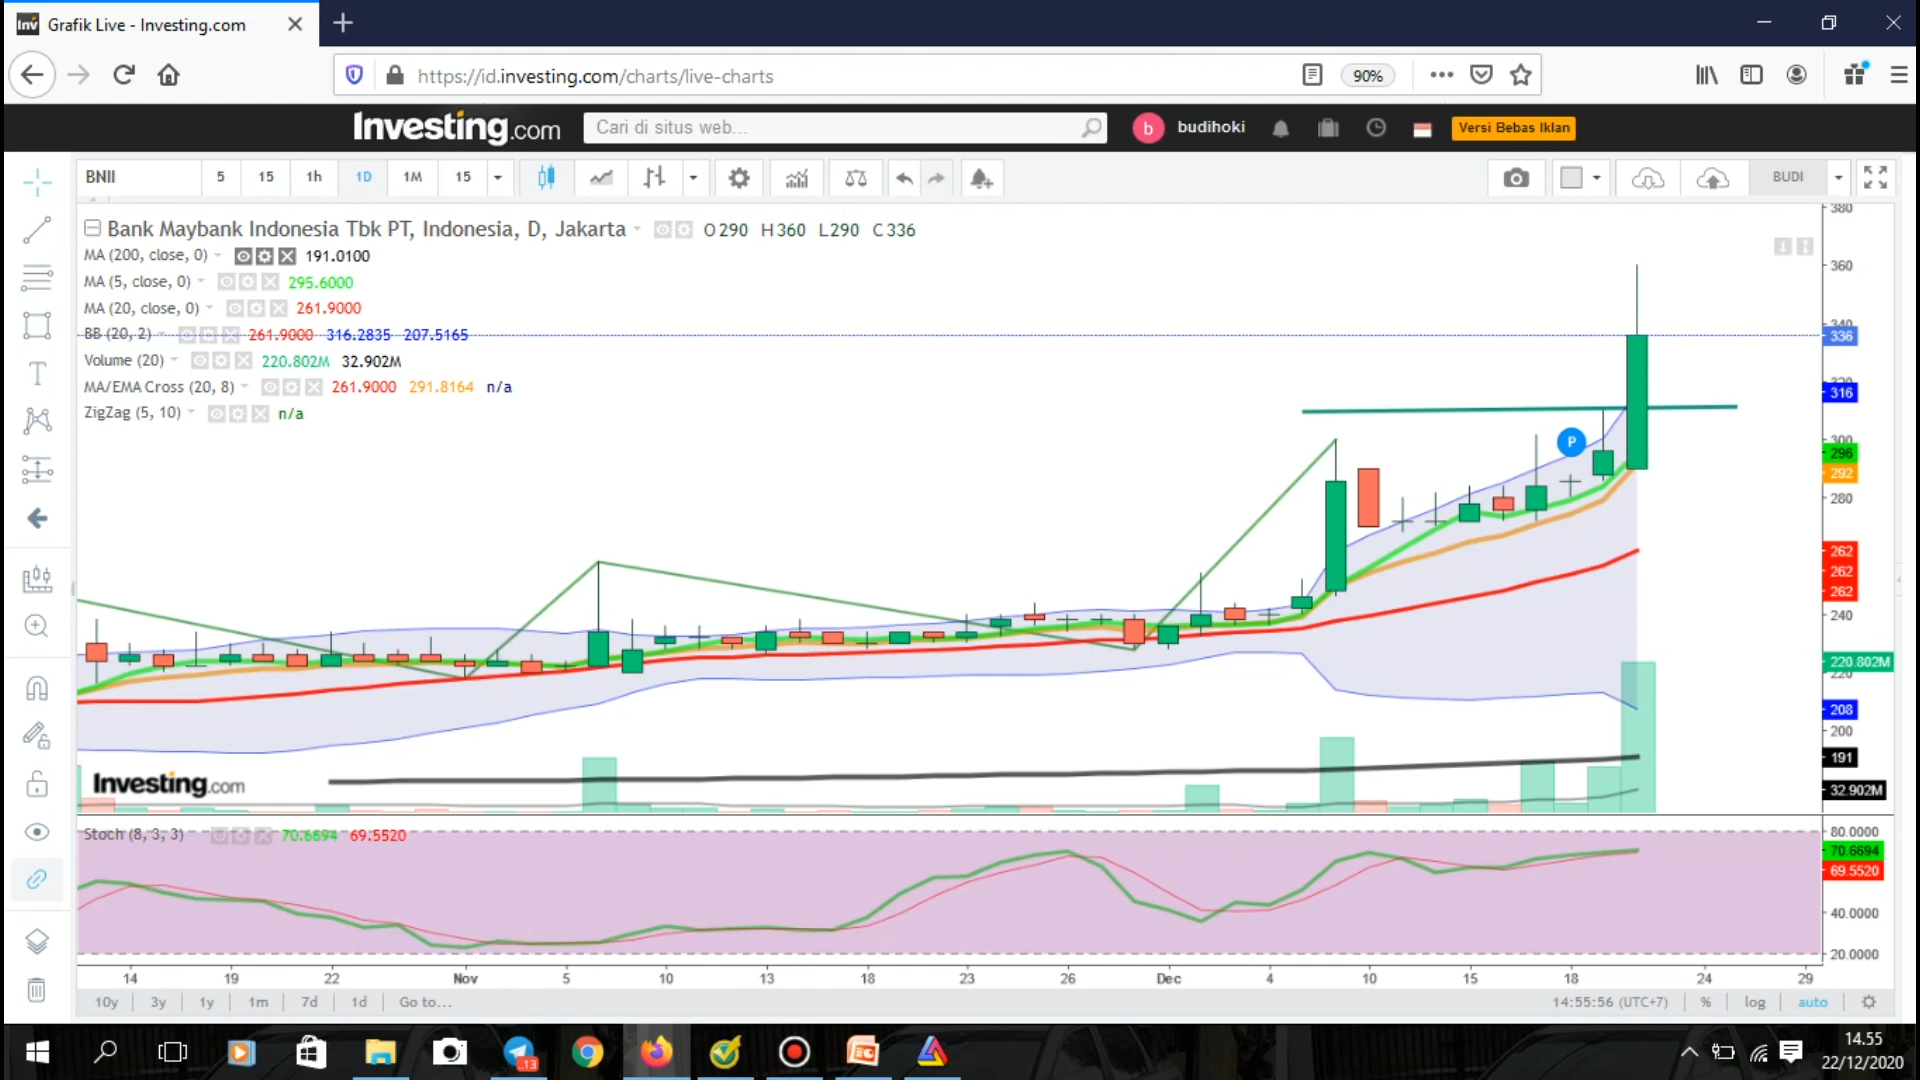 Grafik Live - Investing.com
https://id.investing.com/charts/live-charts
90%
Investing.com
Cari di situs web...
b
budihoki
Versi Bebas Iklan
BNII
5
15
1h
1D
1M
15
BUDI
Bank Maybank Indonesia Tbk PT, Indonesia, D, Jakarta
O 290 H 360 L 290 C 336
MA (200, close, 0) 191.0100
MA (5, close, 0) 295.6000
MA (20, close, 0) 261.9000
BB (20, 2) 261.9000 316.2835 207.5165
Volume (20) 220.802M 32.902M
MA/EMA Cross (20, 8) 261.9000 291.8164 n/a
ZigZag (5, 10) n/a
P
380
360
340
336
320
316
300
296
292
280
262
262
262
240
220.802M
220
208
200
191
32.902M
Investing.com
Stoch (8, 3, 3) 70.6694 69.5520
80.0000
70.6694
69.5520
40.0000
20.0000
14 19 22 Nov 5 10 13 18 23 26 Dec 4 10 15 18 24 29
10y 3y 1y 1m 7d 1d Go to...
14:55:56 (UTC+7) % log auto
13
14.55
22/12/2020